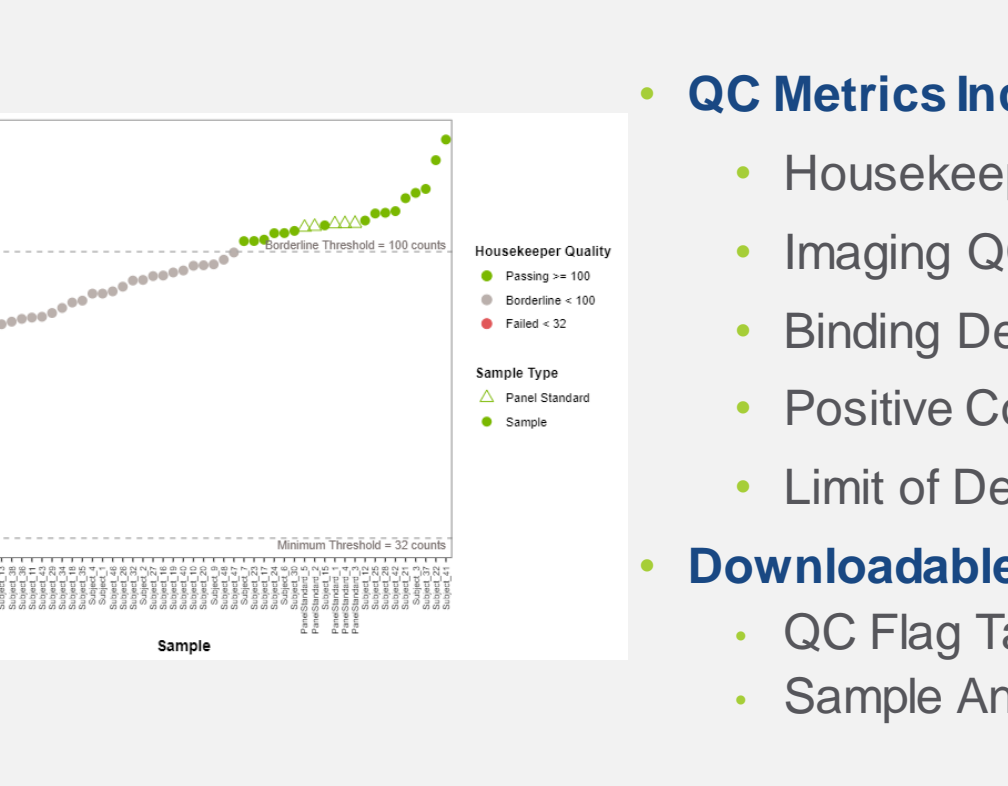 Borderline Threshold = 100 counts
Minimum Threshold = 32 counts
Subject_13
Subject_38
Subject_36
Subject_11
Subject_43
Subject_29
Subject_34
Subject_18
Subject_35
Subject_4
Subject_1
Subject_46
Subject_26
Subject_32
Subject_2
Subject_27
Subject_16
Subject_19
Subject_40
Subject_10
Subject_20
Subject_9
Subject_48
Subject_47
Subject_7
Subject_23
Subject_17
Subject_24
Subject_6
Subject_30
PanelStandard_5
PanelStandard_2
Subject_15
PanelStandard_1
PanelStandard_4
PanelStandard_3
Subject_12
Subject_25
Subject_28
Subject_42
Subject_21
Subject_3
Subject_37
Subject_22
Subject_41
Sample
Housekeeper Quality
Passing >= 100
Borderline < 100
Failed < 32
Sample Type
Panel Standard
Sample
• QC Metrics Inc
• Housekeep
• Imaging Q
• Binding De
• Positive Co
• Limit of De
• Downloadable
• QC Flag Ta
• Sample An